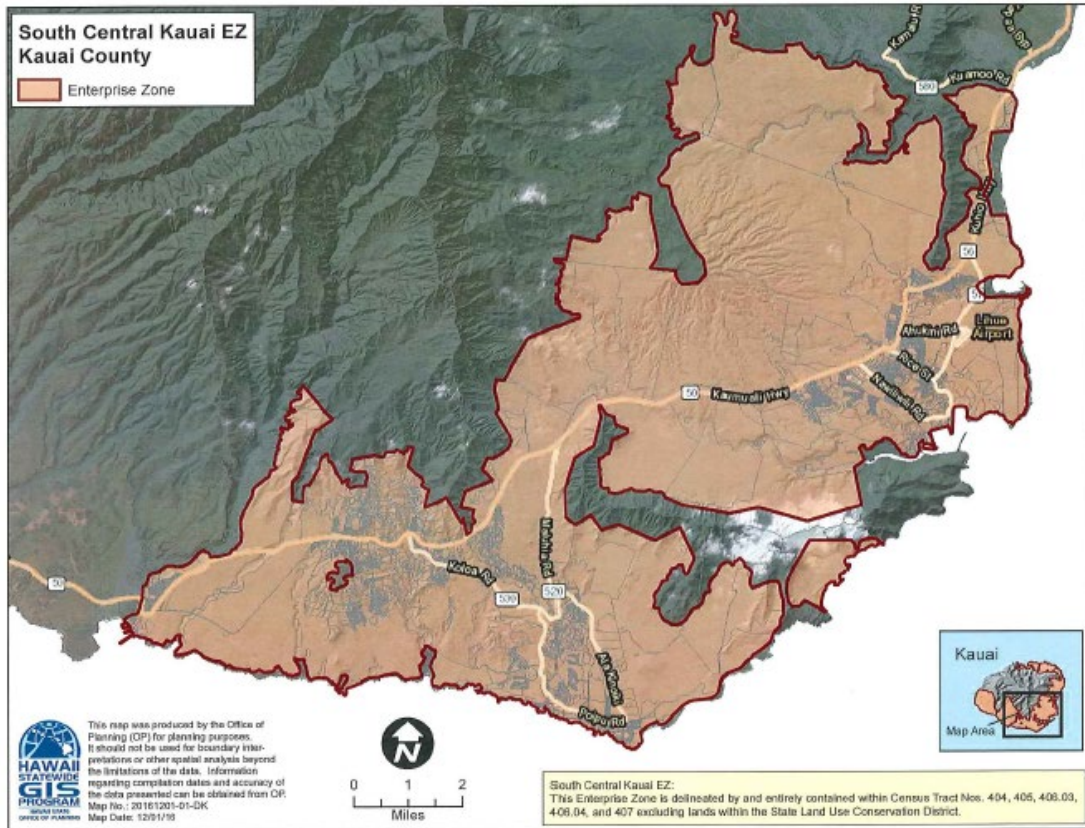 South Central Kauai EZ
Kauai County
Enterprise Zone
Kuamoo Rd
580
56
51
Ahukini Rd
Lihue
Airport
Rice St
Nawiliwili Rd
50
Kaumualii Hwy
Maluhia Rd
Koloa Rd
50
530
520
Ala Kinoiki
Poipu Rd
Kauai
Map Area
HAWAII
STATEWIDE
GIS
PROGRAM
HAWAII STATE
OFFICE OF PLANNING
This map was produced by the Office of
Planning (OP) for planning purposes.
It should not be used for boundary inter-
pretations or other spatial analysis beyond
the limitations of the data. Information
regarding compilation dates and accuracy of
the data presented can be obtained from OP.
Map No.: 20161201-01-DK
Map Date: 12/01/16
N
0 1 2
Miles
South Central Kauai EZ:
This Enterprise Zone is delineated by and entirely contained within Census Tract Nos. 404, 405, 406.03,
406.04, and 407 excluding lands within the State Land Use Conservation District.